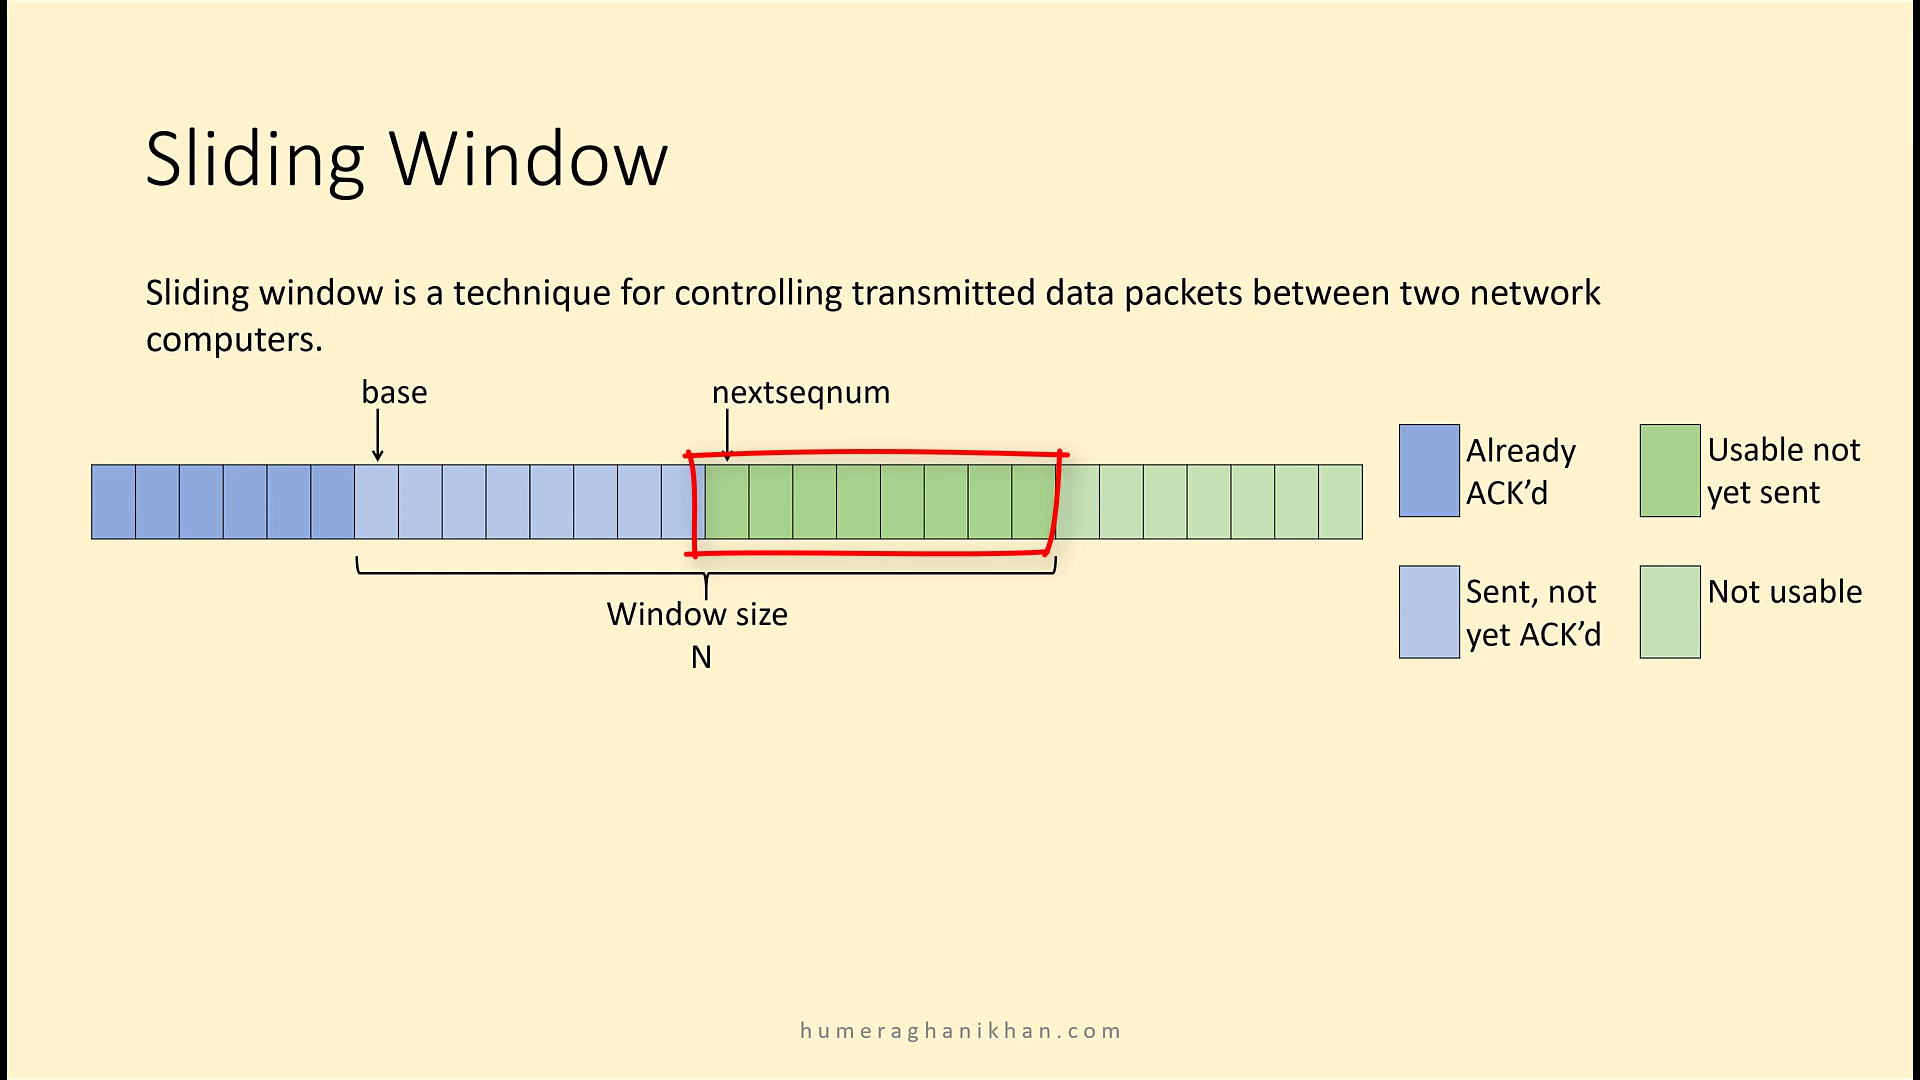 Sliding Window
Sliding window is a technique for controlling transmitted data packets between two network
computers.
base
nextseqnum
Window size
N
Already
ACK’d
Usable not
yet sent
Sent, not
yet ACK’d
Not usable
humeraghanikhan.com